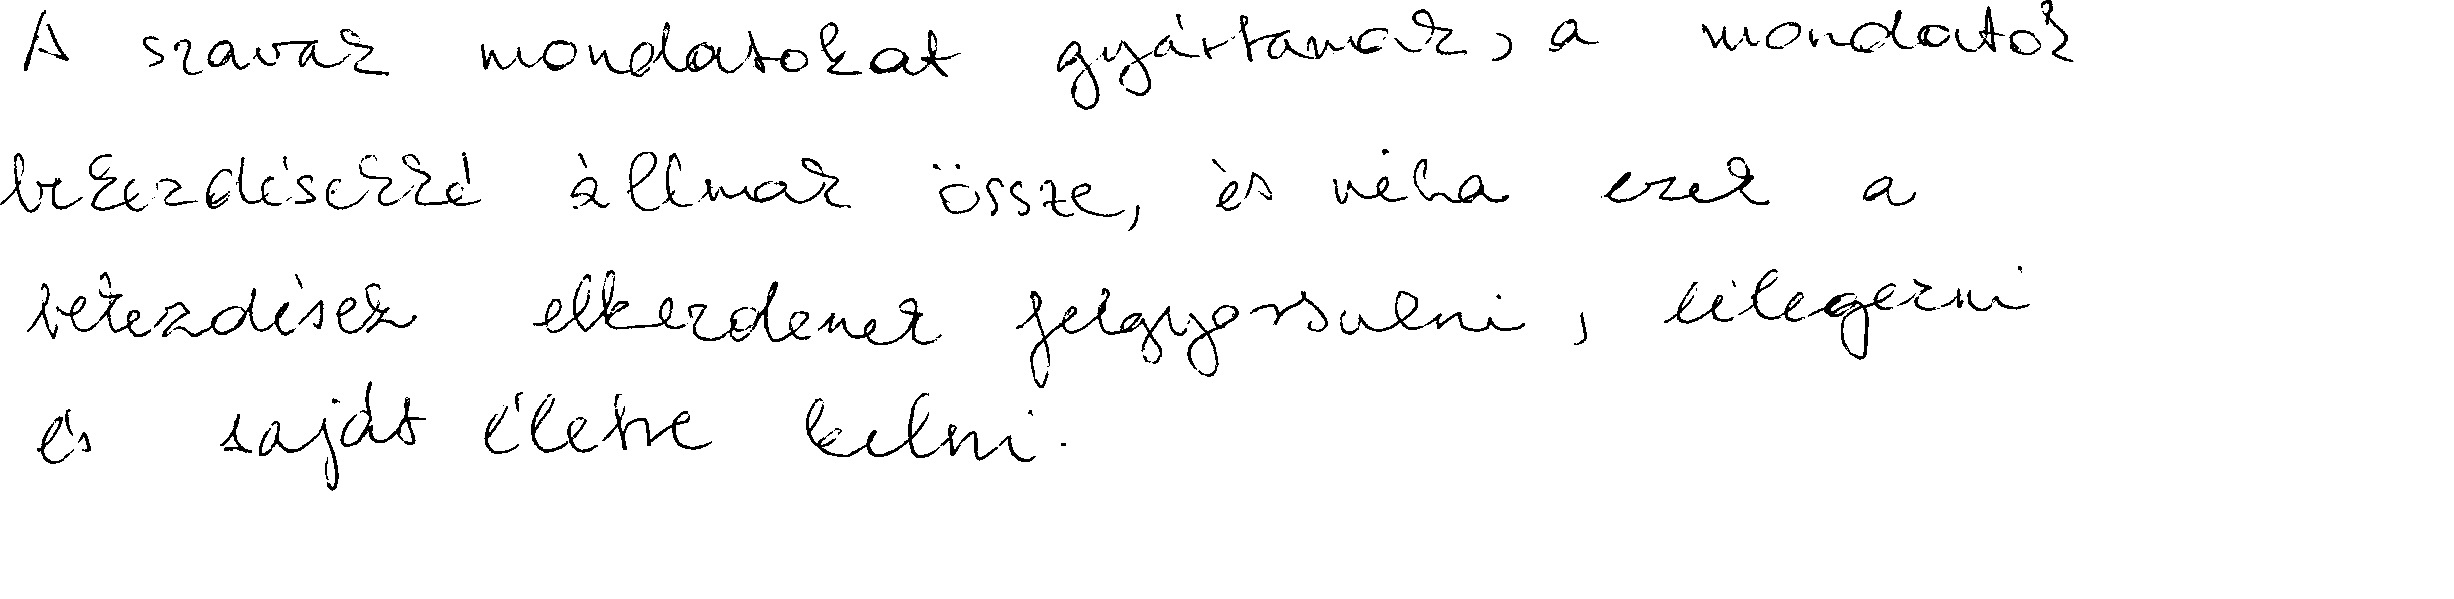 A szavak mondatokat gyártanak, a mondatok
bekezdésekké állnak össze, és néha ezek a
bekezdések elkezdenek felgyorsulni, lélegezni
és saját életre kelni.